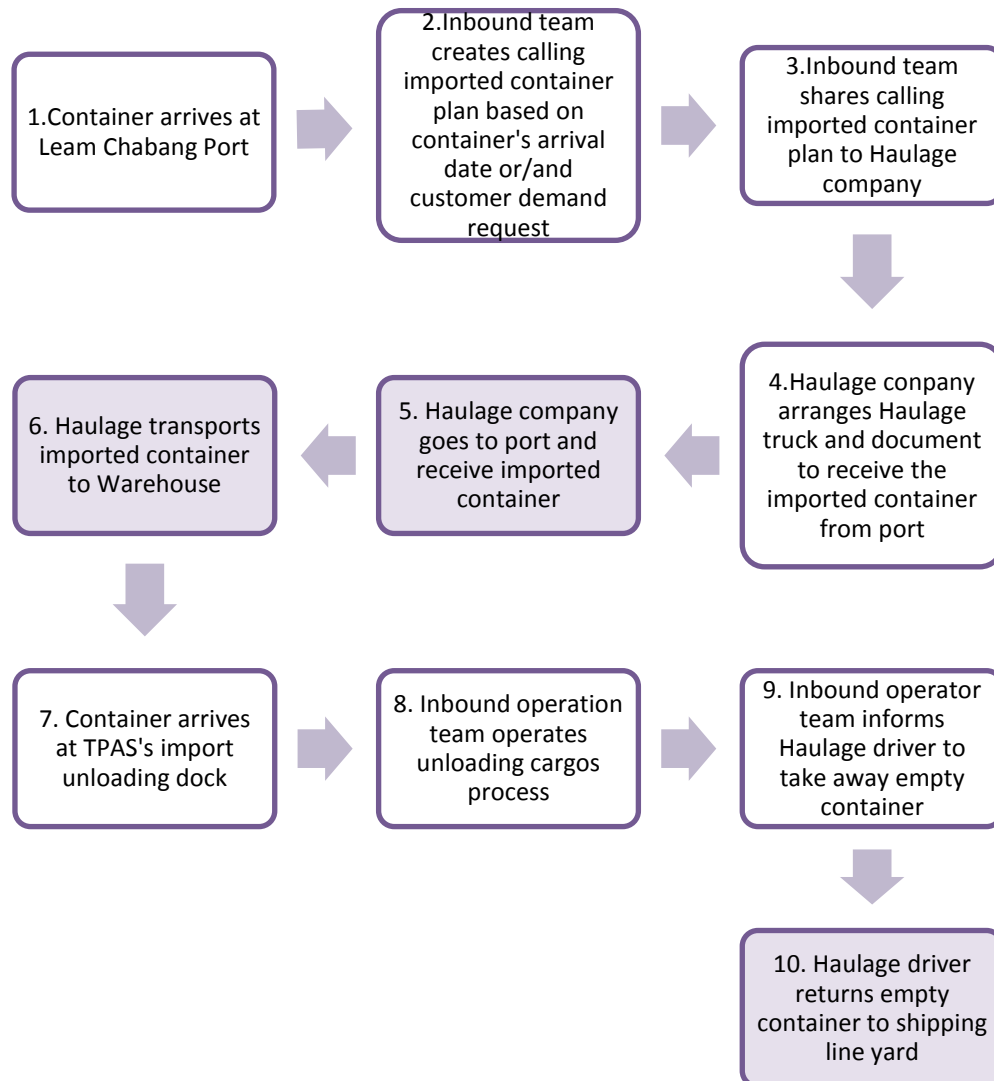 1.Container arrives at
Leam Chabang Port
2.Inbound team
creates calling
imported container
plan based on
container's arrival
date or/and
customer demand
request
3.Inbound team
shares calling
imported container
plan to Haulage
company
4.Haulage conpany
arranges Haulage
truck and document
to receive the
imported container
from port
5. Haulage company
goes to port and
receive imported
container
6. Haulage transports
imported container
to Warehouse
7. Container arrives
at TPAS's import
unloading dock
8. Inbound operation
team operates
unloading cargos
process
9. Inbound operator
team informs
Haulage driver to
take away empty
container
10. Haulage driver
returns empty
container to shipping
line yard